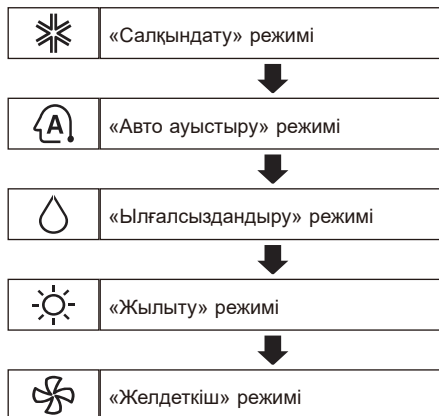 «Салқындату» режимі
A
«Авто ауыстыру» режимі
«Ылғалсыздандыру» режимі
«Жылыту» режимі
«Желдеткіш» режимі